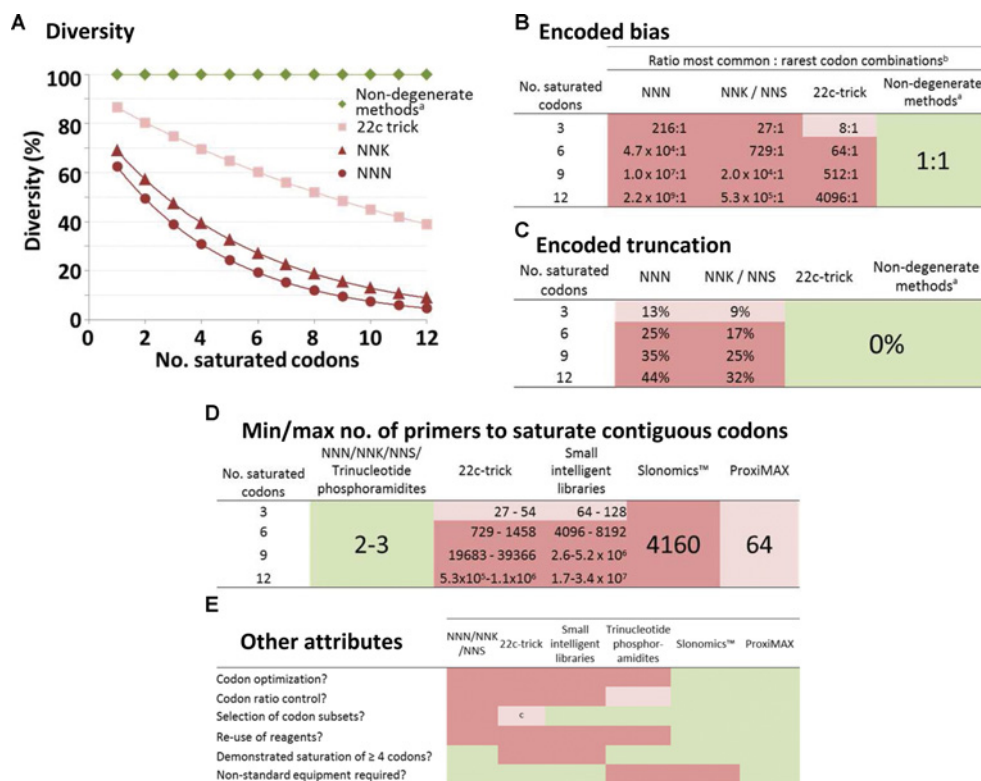 A Diversity
Diversity (%)
100
80
60
40
20
0
0 2 4 6 8 10 12
No. saturated codons
Non-degenerate methodsᵃ
22c trick
NNK
NNN
B Encoded bias
Ratio most common : rarest codon combinationsᵇ
No. saturated codons NNN NNK / NNS 22c-trick Non-degenerate methodsᵃ
3 216:1 27:1 8:1
6 4.7 x 10⁴:1 729:1 64:1
9 1.0 x 10⁷:1 2.0 x 10⁴:1 512:1
12 2.2 x 10⁹:1 5.3 x 10⁵:1 4096:1
1:1
C Encoded truncation
No. saturated codons NNN NNK / NNS 22c-trick Non-degenerate methodsᵃ
3 13% 9%
6 25% 17%
9 35% 25%
12 44% 32%
0%
D Min/max no. of primers to saturate contiguous codons
No. saturated codons NNN/NNK/NNS/ Trinucleotide phosphoramidites 22c-trick Small intelligent libraries Slonomics™ ProxiMAX
3 27 - 54 64 - 128
6 729 - 1458 4096 - 8192
9 19683 - 39366 2.6-5.2 x 10⁶
12 5.3x10⁵-1.1x10⁶ 1.7-3.4 x 10⁷
2-3 4160 64
E Other attributes
NNN/NNK /NNS 22c-trick Small intelligent libraries Trinucleotide phosphor- amidites Slonomics™ ProxiMAX
Codon optimization?
Codon ratio control?
Selection of codon subsets? c
Re-use of reagents?
Demonstrated saturation of ≥ 4 codons?
Non-standard equipment required?